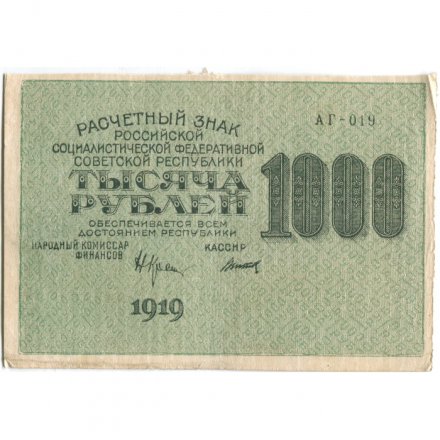 РАСЧЕТНЫЙ ЗНАК
РОССИЙСКОЙ
СОЦИАЛИСТИЧЕСКОЙ ФЕДЕРАТИВНОЙ
СОВЕТСКОЙ РЕСПУБЛИКИ
ТЫСЯЧА
РУБЛЕЙ
ОБЕСПЕЧИВАЕТСЯ ВСЕМ
ДОСТОЯНИЕМ РЕСПУБЛИКИ
НАРОДНЫЙ КОМИССАР
ФИНАНСОВ
КАССИР
1919
АГ-019
1000